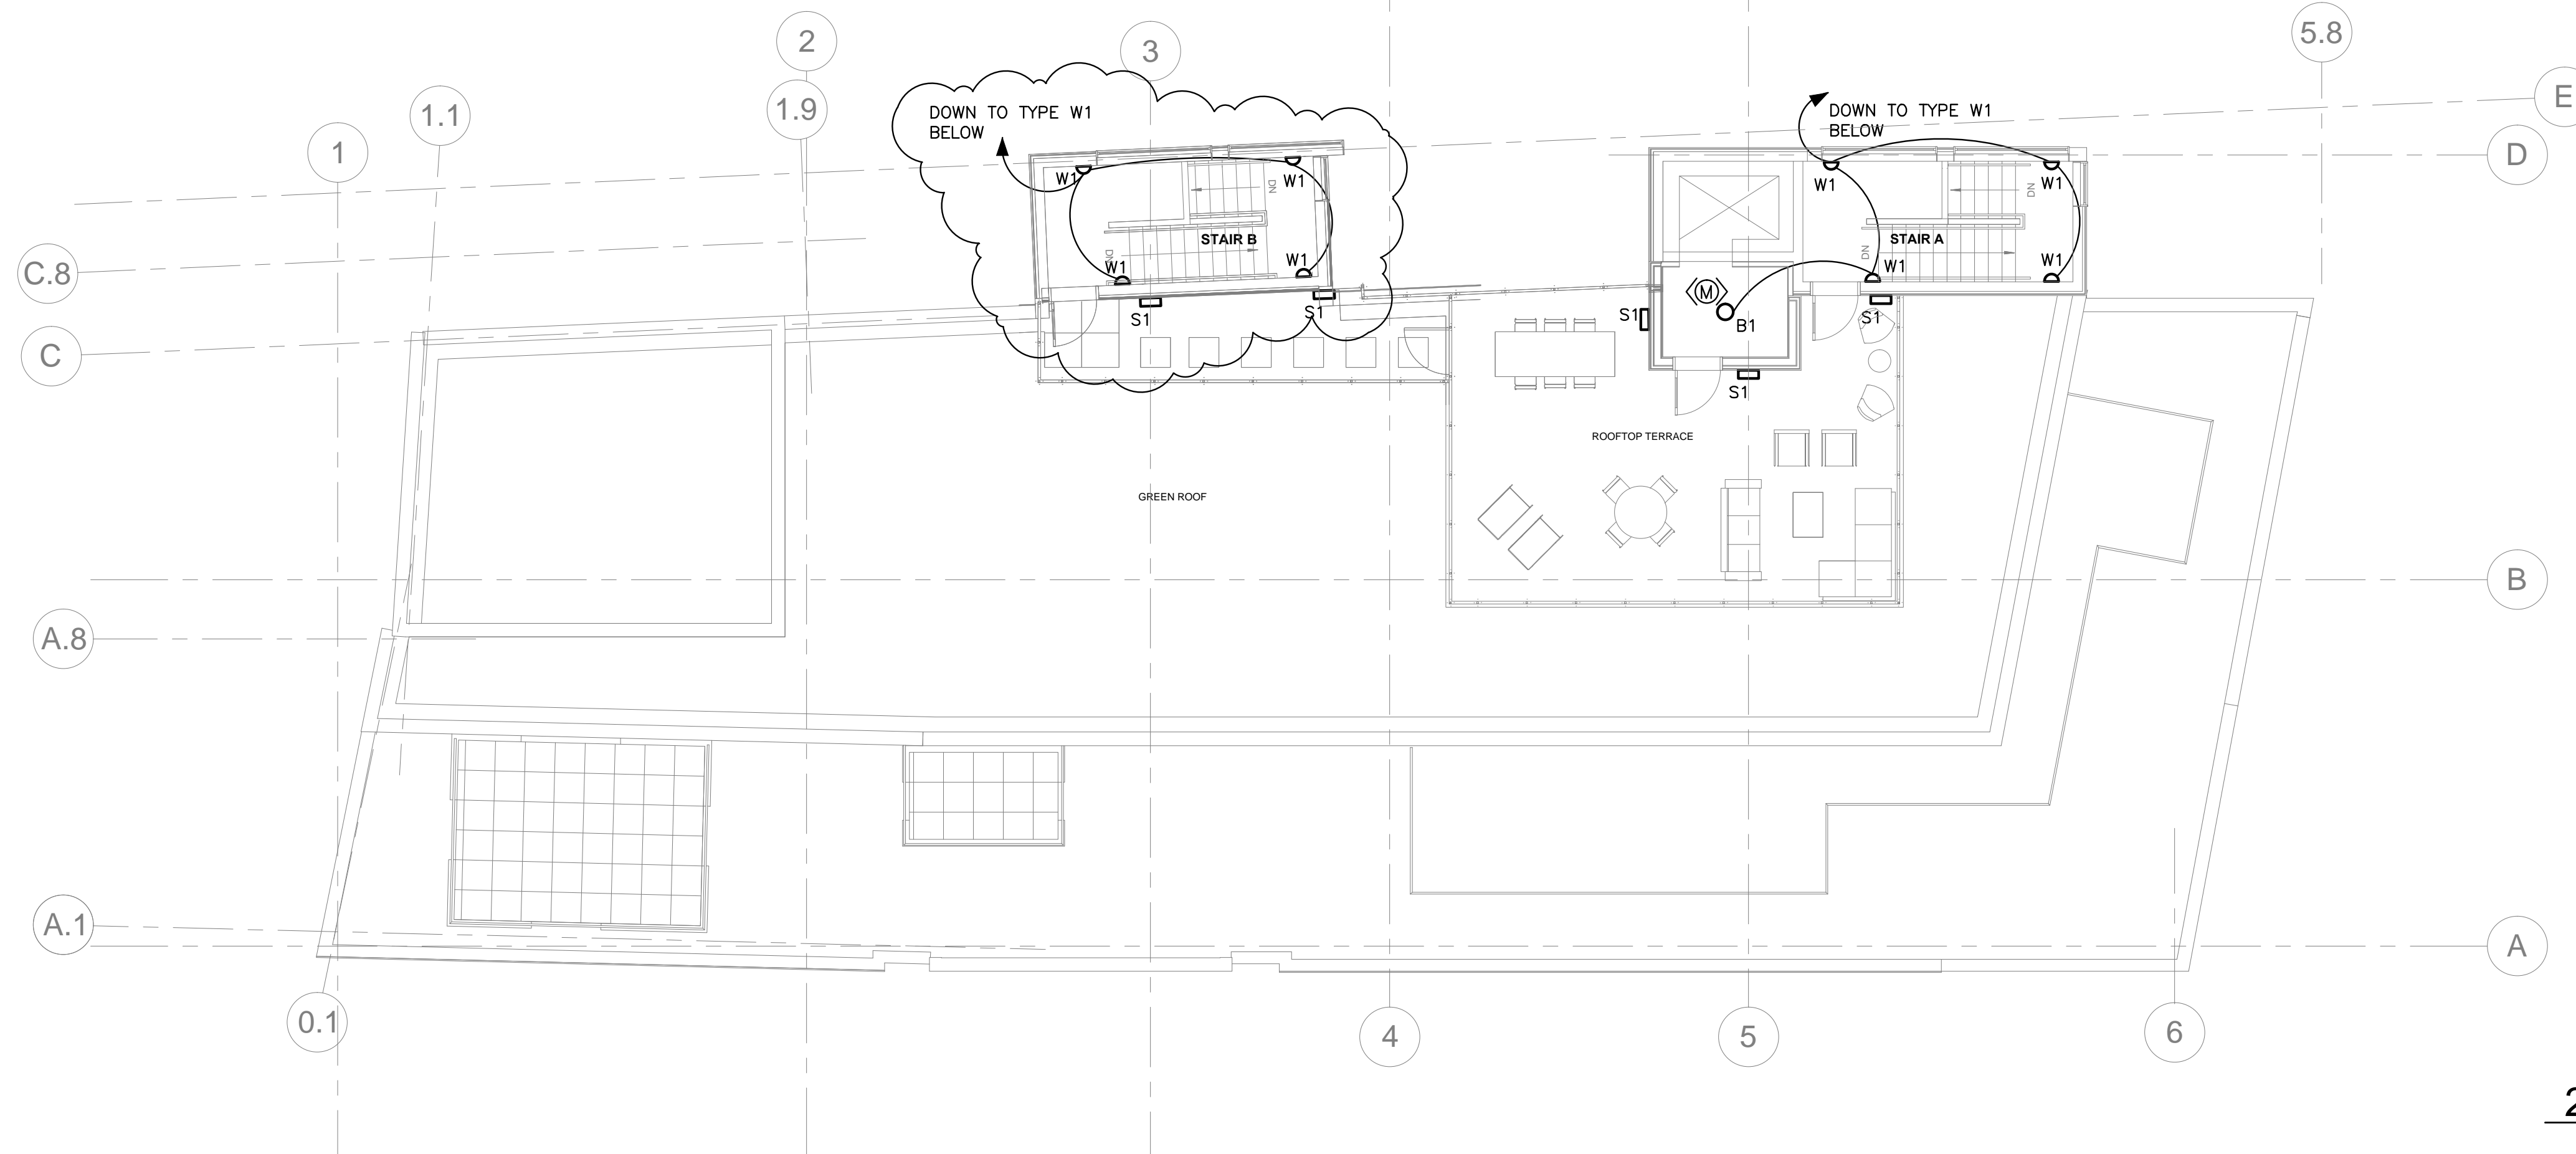 2
3
5.8
1.9
1.1
1
E
D
C.8
C
DOWN TO TYPE W1
BELOW
W1
W1
DN
STAIR B
DN
W1
W1
S1
S1
DOWN TO TYPE W1
BELOW
W1
W1
DN
STAIR A
DN
W1
W1
M
B1
S1
S1
S1
ROOFTOP TERRACE
GREEN ROOF
B
A.8
A.1
A
0.1
4
5
6
2